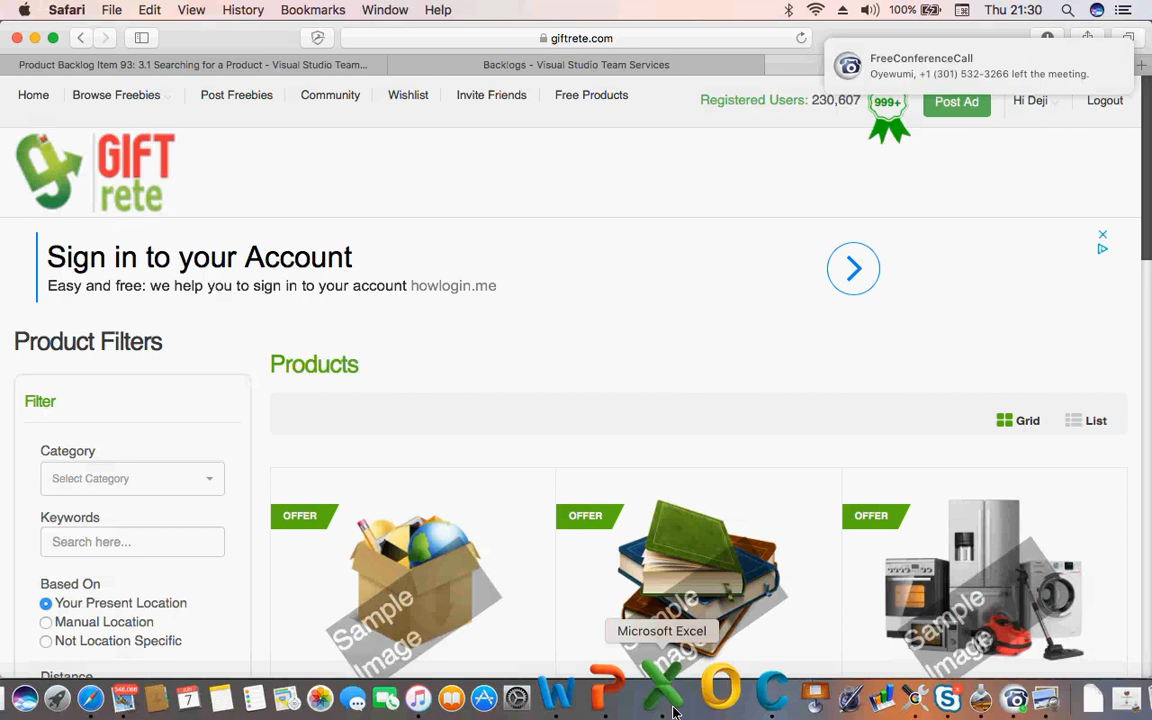 Safari File Edit View History Bookmarks Window Help 100% Thu 21:30
giftrete.com
FreeConferenceCall
Oyewumi, +1 (301) 532-3266 left the meeting.
Product Backlog Item 93: 3.1 Searching for a Product - Visual Studio Team... Backlogs - Visual Studio Team Services
Home Browse Freebies Post Freebies Community Wishlist Invite Friends Free Products Registered Users: 230,607 999+ Post Ad Hi Deji Logout
GIFT
rete
Sign in to your Account
Easy and free: we help you to sign in to your account howlogin.me
Product Filters
Products
Filter
Grid List
Category
Select Category
Keywords
Search here...
OFFER OFFER OFFER
Based On
Your Present Location
Manual Location
Not Location Specific
Sample Image
Sample Image
Sample Image
Microsoft Excel
Distance
7